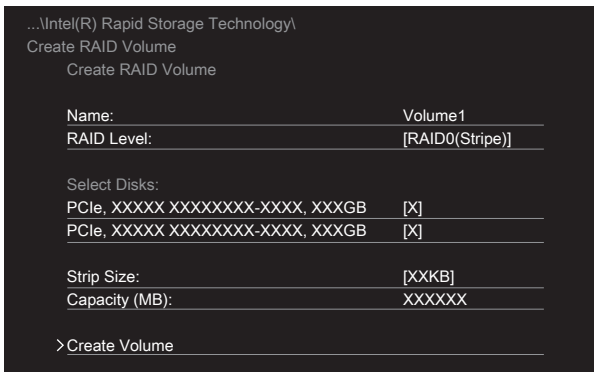 ...\Intel(R) Rapid Storage Technology\
Create RAID Volume
Create RAID Volume
Name: Volume1
RAID Level: [RAID0(Stripe)]
Select Disks:
PCIe, XXXXX XXXXXXXX-XXXX, XXXGB [X]
PCIe, XXXXX XXXXXXXX-XXXX, XXXGB [X]
Strip Size: [XXKB]
Capacity (MB): XXXXXX
>Create Volume